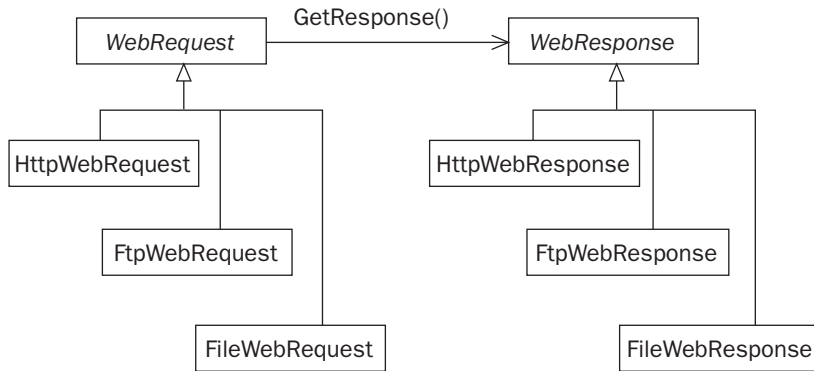 GetResponse()
WebRequest
WebResponse
HttpWebRequest
HttpWebResponse
FtpWebRequest
FtpWebResponse
FileWebRequest
FileWebResponse